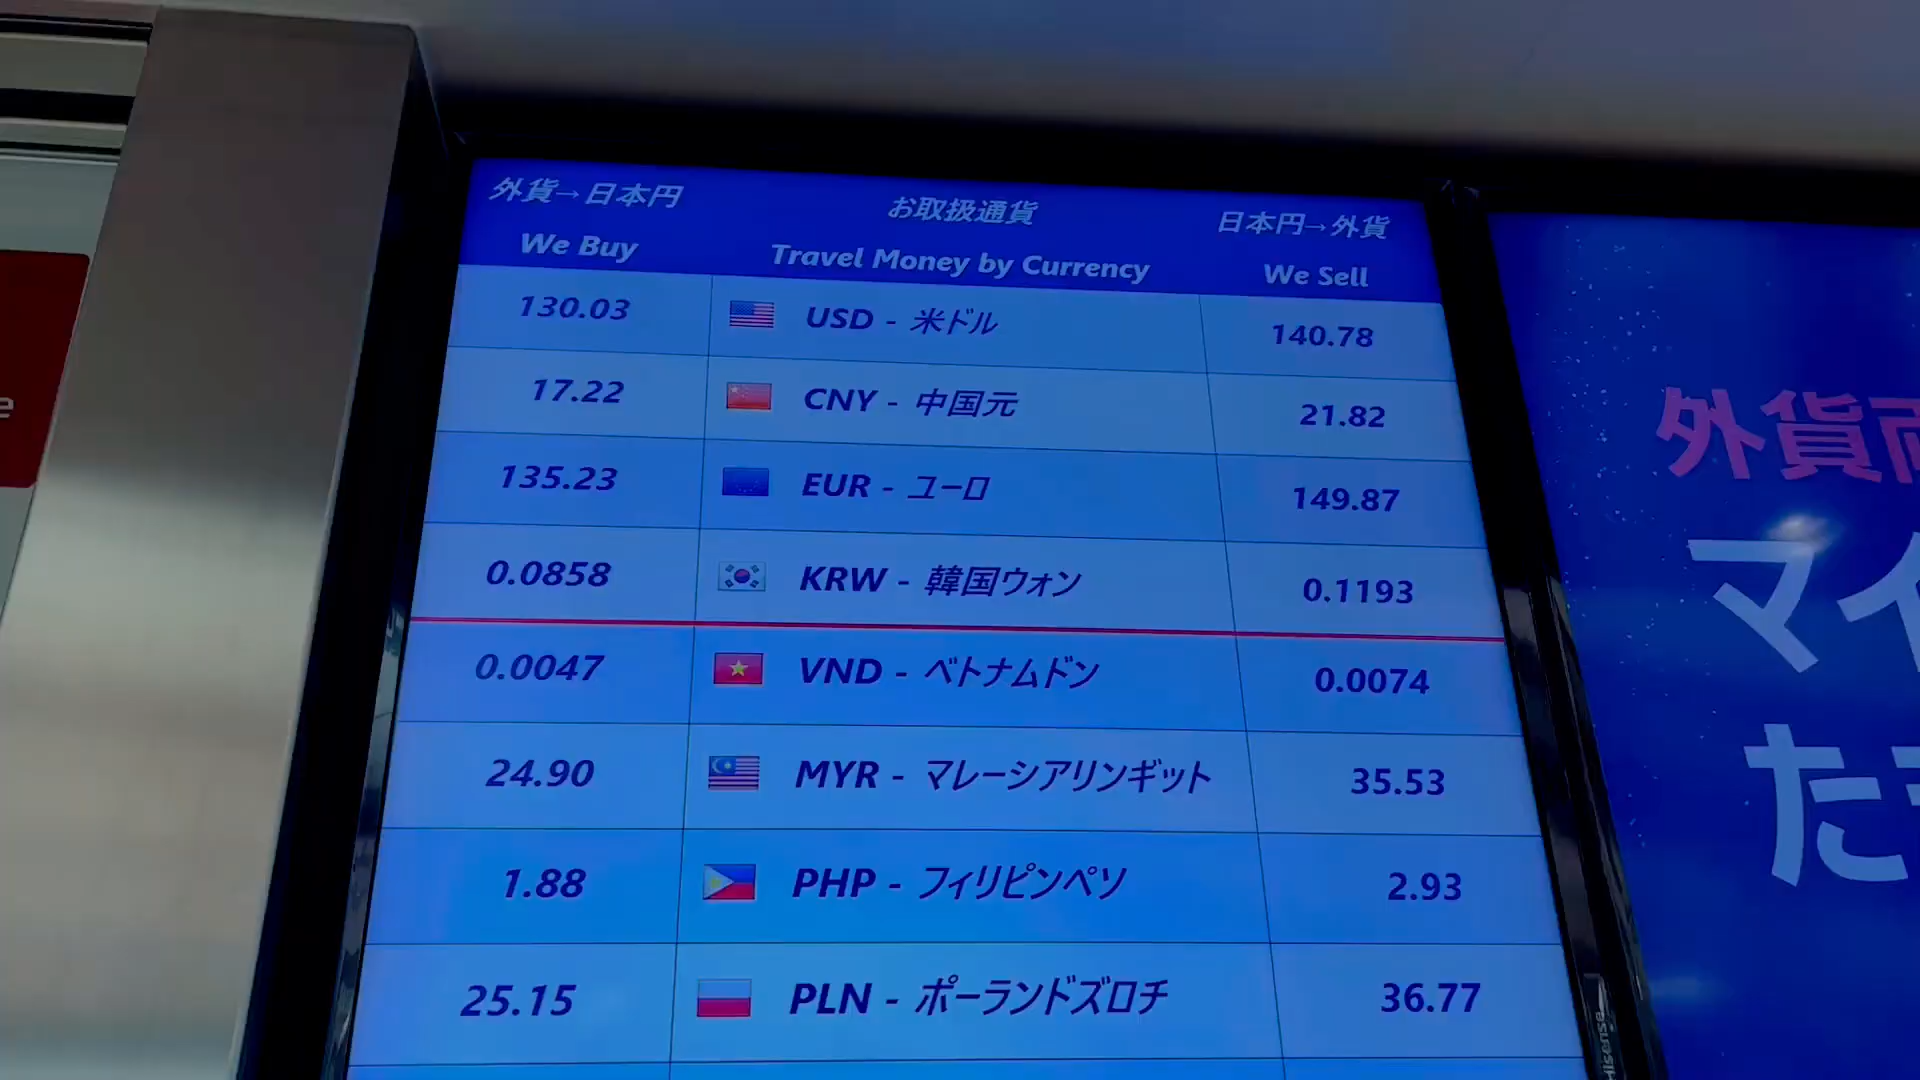 外貨→日本円 お取扱通貨 日本円→外貨
We Buy Travel Money by Currency We Sell
130.03 USD - 米ドル 140.78
17.22 CNY - 中国元 21.82
135.23 EUR - ユーロ 149.87
0.0858 KRW - 韓国ウォン 0.1193
0.0047 VND - ベトナムドン 0.0074
24.90 MYR - マレーシアリンギット 35.53
1.88 PHP - フィリピンペソ 2.93
25.15 PLN - ポーランドズロチ 36.77
外貨両
マイ
た
Hisense
e